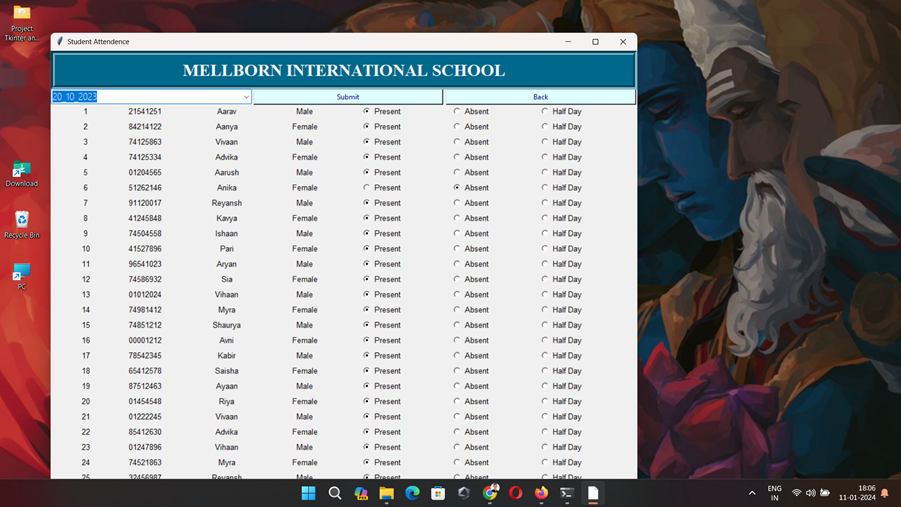 Project
Tkinter an...
Student Attendence
MELLBORN INTERNATIONAL SCHOOL
20_10_2023 Submit Back
1 21541251 Aarav Male Present Absent Half Day
2 84214122 Aanya Female Present Absent Half Day
3 74125863 Vivaan Male Present Absent Half Day
4 74125334 Advika Female Present Absent Half Day
5 01204565 Aarush Male Present Absent Half Day
6 51262146 Anika Female Present Absent Half Day
7 91120017 Reyansh Male Present Absent Half Day
8 41245848 Kavya Female Present Absent Half Day
9 74504558 Ishaan Male Present Absent Half Day
10 41527896 Pari Female Present Absent Half Day
11 96541023 Aryan Male Present Absent Half Day
12 74586932 Sia Female Present Absent Half Day
13 01012024 Vihaan Male Present Absent Half Day
14 74981412 Myra Female Present Absent Half Day
15 74851212 Shaurya Male Present Absent Half Day
16 00001212 Avni Female Present Absent Half Day
17 78542345 Kabir Male Present Absent Half Day
18 65412578 Saisha Female Present Absent Half Day
19 87512463 Ayaan Male Present Absent Half Day
20 01454548 Riya Female Present Absent Half Day
21 01222245 Vivaan Male Present Absent Half Day
22 85412630 Advika Female Present Absent Half Day
23 01247896 Vihaan Male Present Absent Half Day
24 74521863 Myra Female Present Absent Half Day
25 32456987 Reyansh Male Present Absent Half Day
Download
Recycle Bin
PC
ENG
IN
18:06
11-01-2024